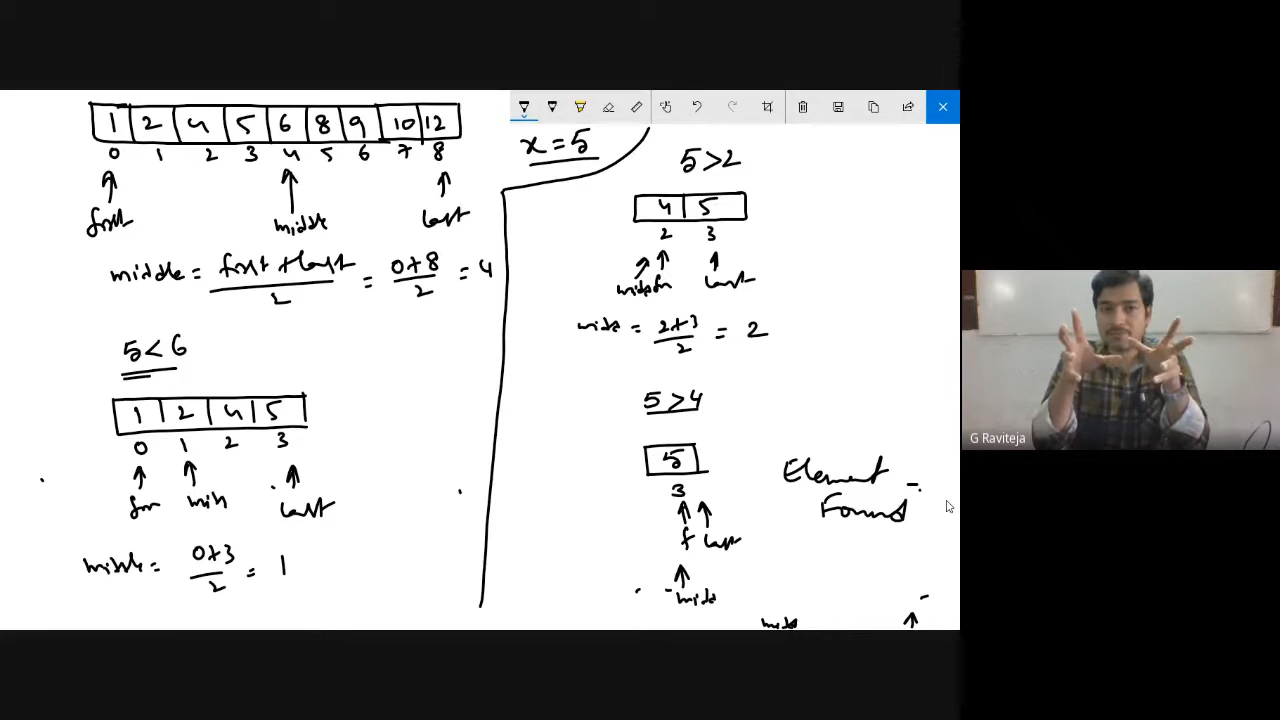 1 2 4 5 6 8 9 10 12
0 1 2 3 4 5 6 7 8
first middle last
middle = first + last / 2 = 0+8 / 2 = 4
5 < 6
1 2 4 5
0 1 2 3
last
middle = 0+3 / 2 = 1
x = 5
5 > 2
4 5
2 3
last
= 2+3 / 2 = 2
5 > 4
5
3
f last
Element
Found
G Raviteja